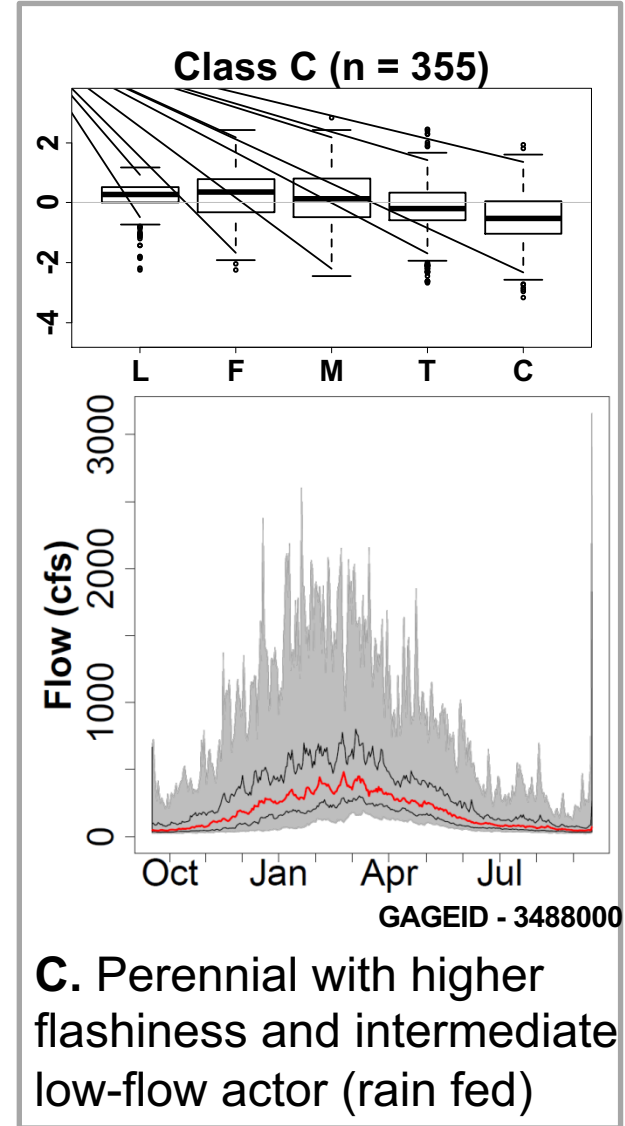 Class C (n = 355)
2
0
-2
-4
L F M T C
3000
2000
1000
0
Flow (cfs)
Oct Jan Apr Jul
GAGEID - 3488000
C. Perennial with higher
flashiness and intermediate
low-flow actor (rain fed)